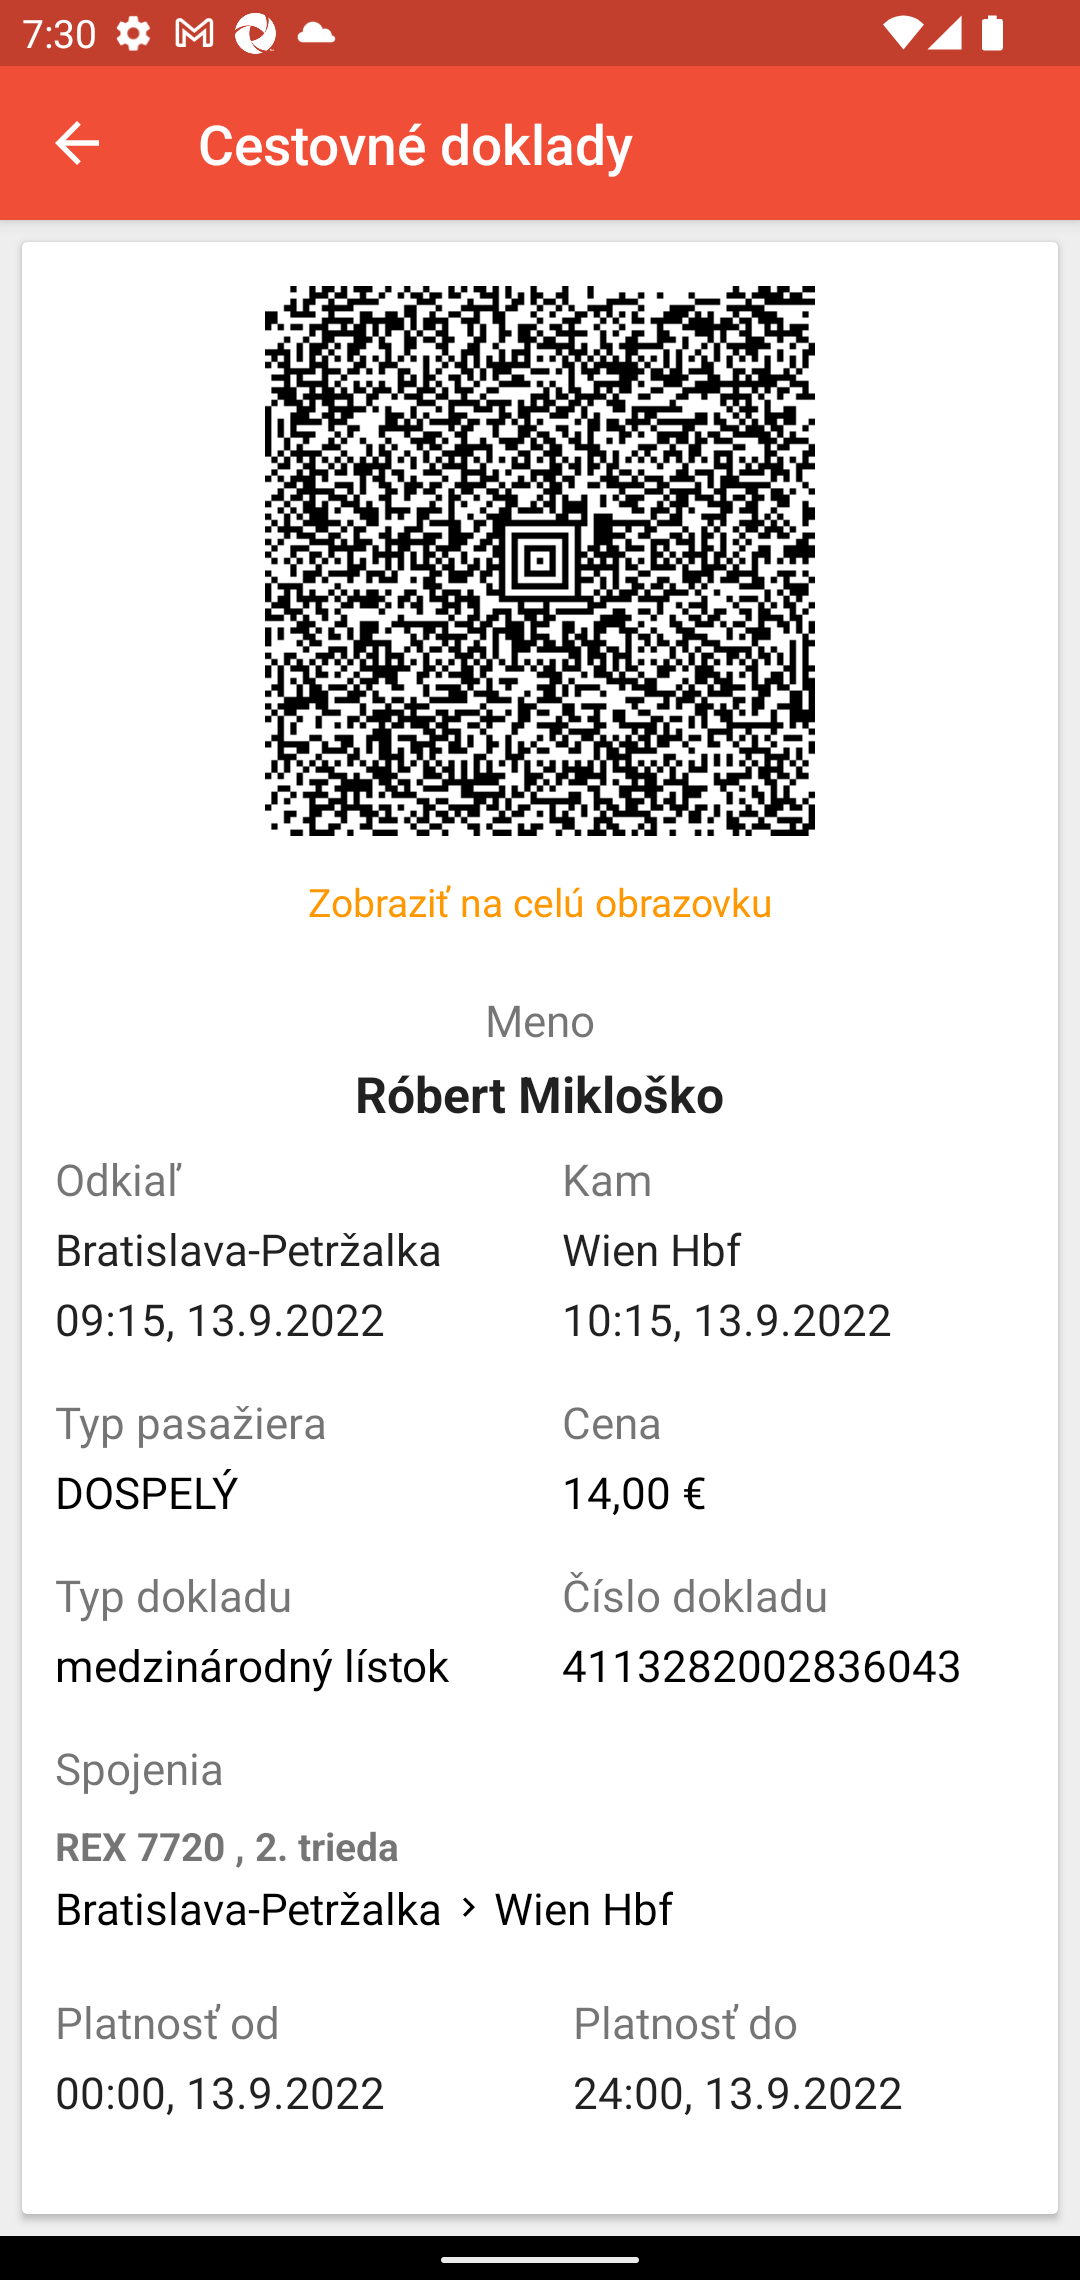 7:30
Cestovné doklady
Zobraziť na celú obrazovku
Meno
Róbert Mikloško
Odkiaľ
Kam
Bratislava-Petržalka
Wien Hbf
09:15, 13.9.2022
10:15, 13.9.2022
Typ pasažiera
Cena
DOSPELÝ
14,00 €
Typ dokladu
Číslo dokladu
medzinárodný lístok
4113282002836043
Spojenia
REX 7720 , 2. trieda
Bratislava-Petržalka > Wien Hbf
Platnosť od
Platnosť do
00:00, 13.9.2022
24:00, 13.9.2022